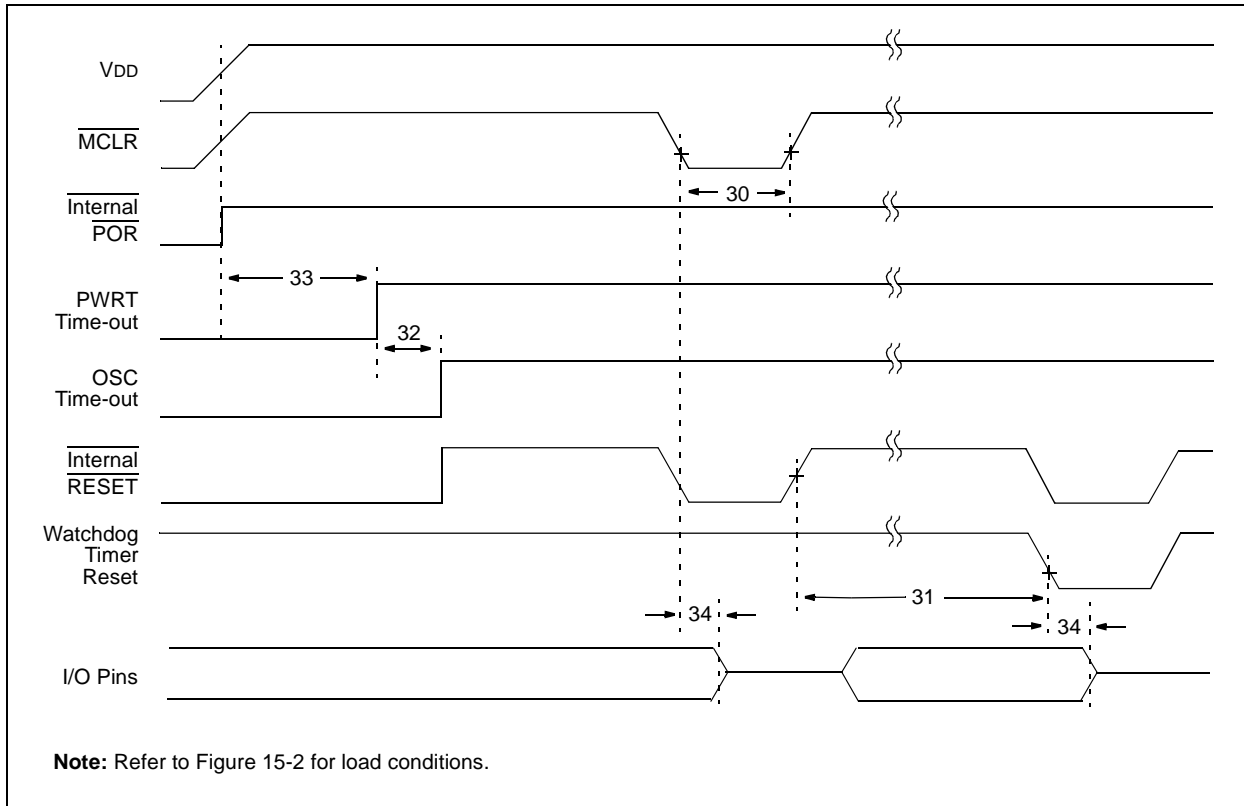 VDD
MCLR
30
Internal
POR
33
PWRT
Time-out
32
OSC
Time-out
Internal
RESET
Watchdog
Timer
Reset
31
34
34
I/O Pins
Note: Refer to Figure 15-2 for load conditions.